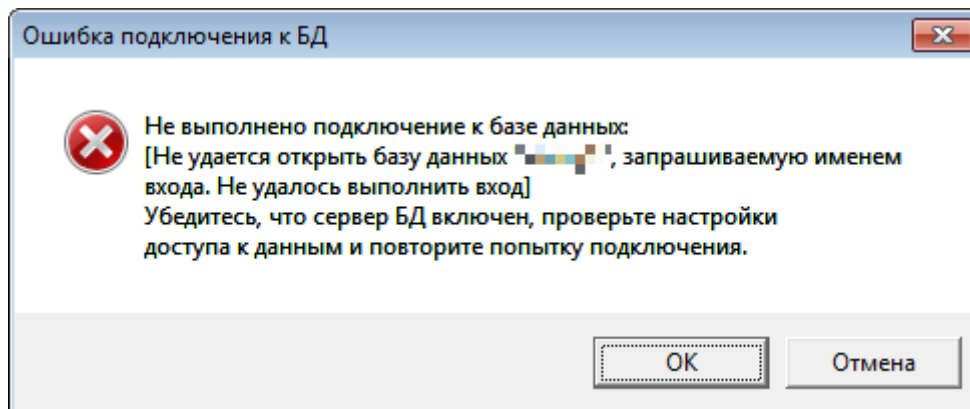 Ошибка подключения к БД
Не выполнено подключение к базе данных:
[Не удается открыть базу данных " ", запрашиваемую именем
входа. Не удалось выполнить вход]
Убедитесь, что сервер БД включен, проверьте настройки
доступа к данным и повторите попытку подключения.
OK
Отмена